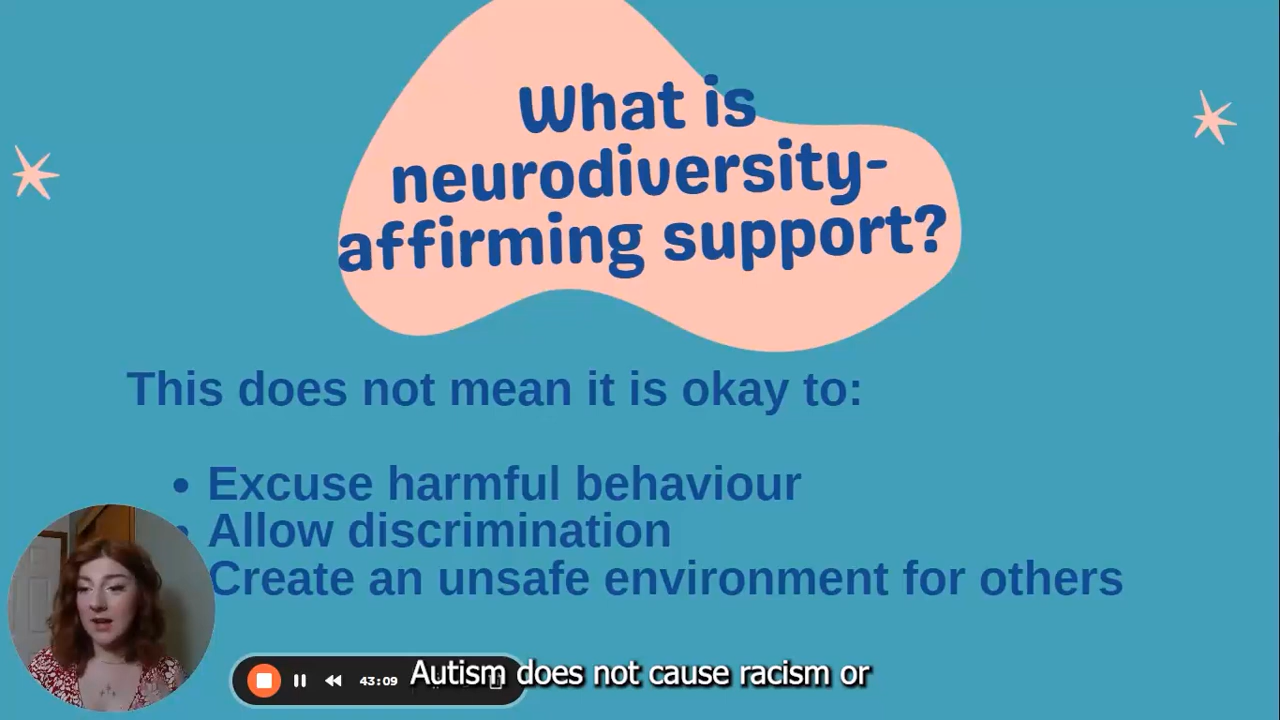 What is
neurodiversity-
affirming support?
This does not mean it is okay to:
• Excuse harmful behaviour
• Allow discrimination
Create an unsafe environment for others
43:09
Autism does not cause racism or